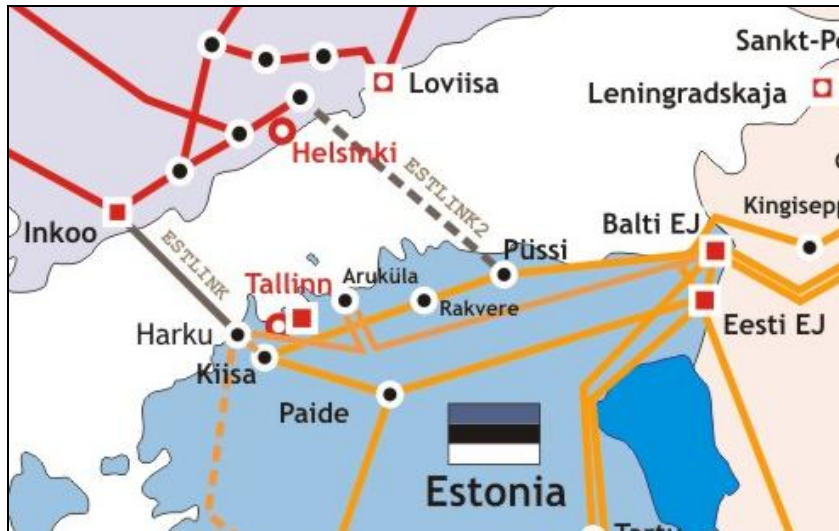 Sankt-Pe
Loviisa
Leningradskaja
Helsinki
ESTLINK2
Kingisepp
Inkoo
Balti EJ
ESTLINK
Püssi
Tallinn
Aruküla
Rakvere
Eesti EJ
Harku
Kiisa
Paide
Estonia
Tartu